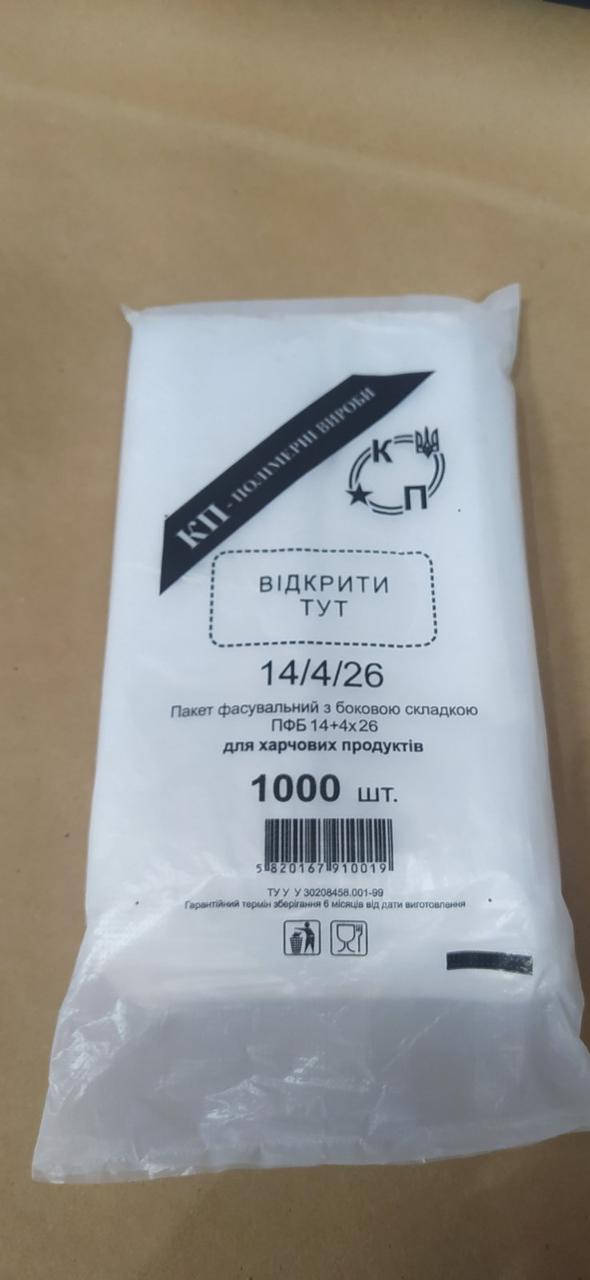 КП - ПОЛІМЕРНІ ВИРОБИ
К
П
ВІДКРИТИ
ТУТ
14/4/26
Пакет фасувальний з боковою складкою
ПФБ 14+4х26
для харчових продуктів
1000 шт.
5 820167 910019
ТУ У У 30208458.001-99
Гарантійний термін зберігання 6 місяців від дати виготовлення